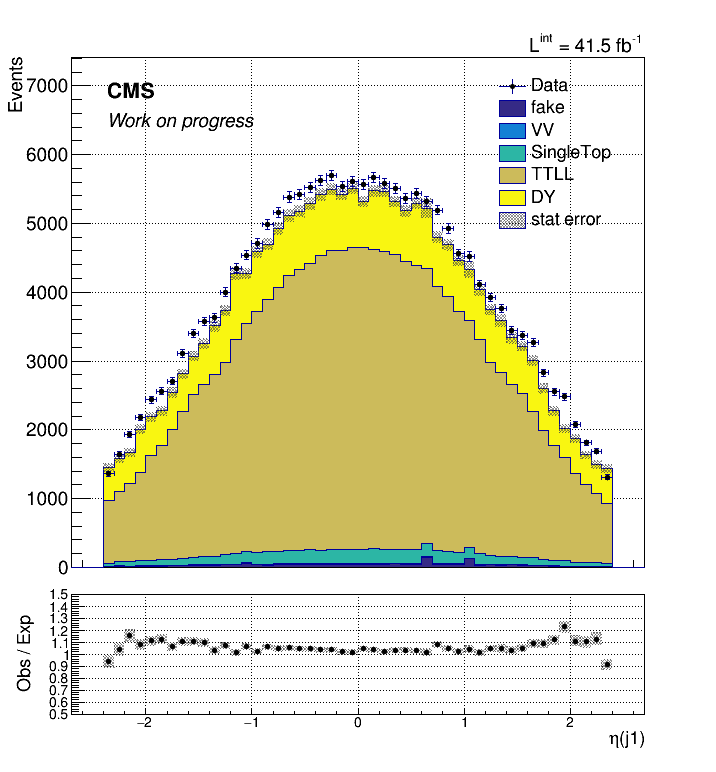 L^int = 41.5 fb^-1
Events
7000
6000
5000
4000
3000
2000
1000
0
CMS
Work on progress
Data
fake
VV
SingleTop
TTLL
DY
stat error
Obs / Exp
1.5
1.4
1.3
1.2
1.1
1
0.9
0.8
0.7
0.6
0.5
−2
−1
0
1
2
η(j1)